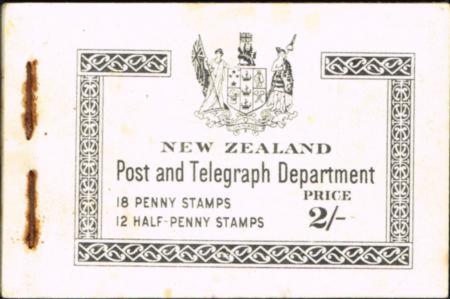 NEW ZEALAND
Post and Telegraph Department
18 PENNY STAMPS
12 HALF-PENNY STAMPS
PRICE
2/-